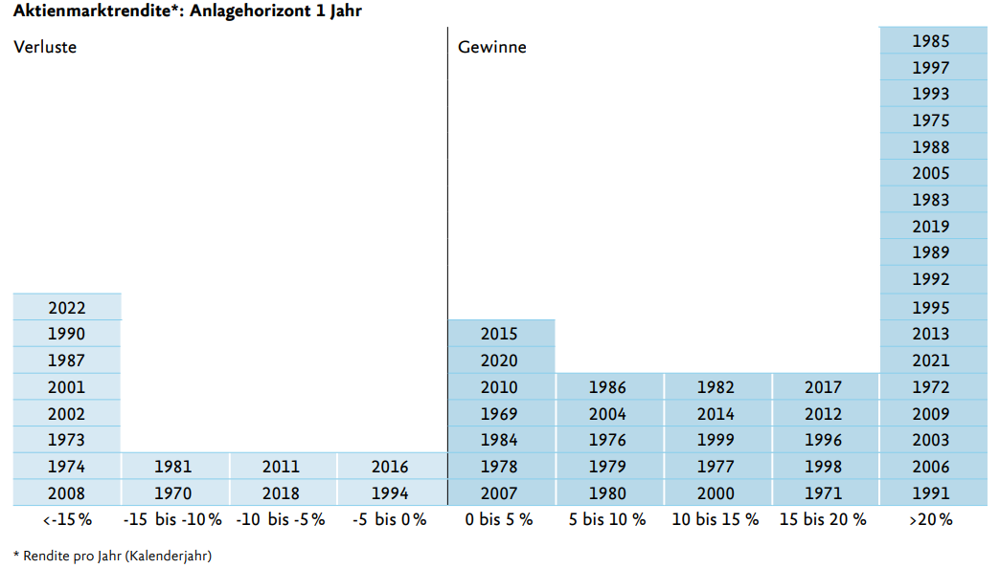 Aktienmarktrendite*: Anlagehorizont 1 Jahr
Verluste Gewinne 1985
1997
1993
1975
1988
2005
1983
2019
1989
1992
2022 1995
1990 2015 2013
1987 2020 2021
2001 2010 1986 1982 2017 1972
2002 1969 2004 2014 2012 2009
1973 1984 1976 1999 1996 2003
1974 1981 2011 2016 1978 1979 1977 1998 2006
2008 1970 2018 1994 2007 1980 2000 1971 1991
<-15 % -15 bis -10 % -10 bis -5 % -5 bis 0 % 0 bis 5 % 5 bis 10 % 10 bis 15 % 15 bis 20 % >20 %
* Rendite pro Jahr (Kalenderjahr)